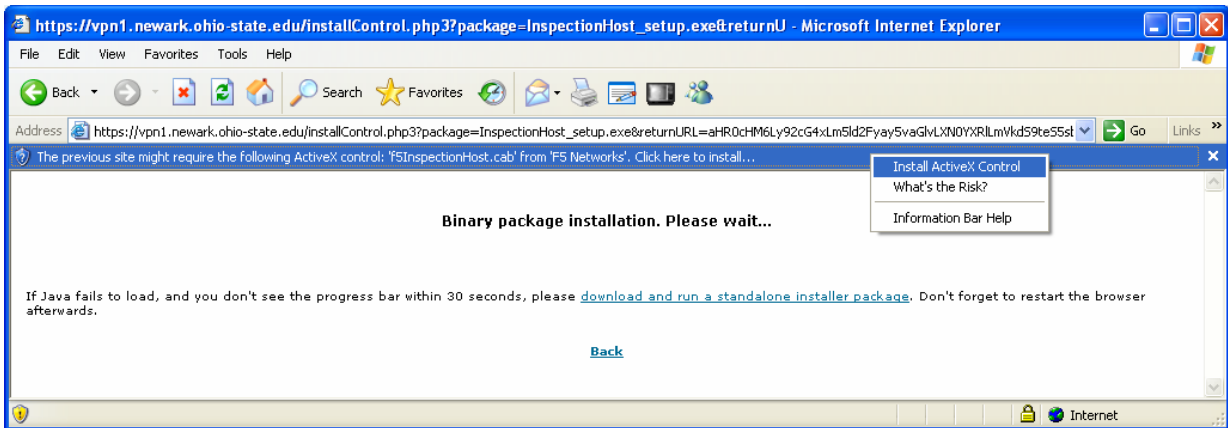 https://vpn1.newark.ohio-state.edu/installControl.php3?package=InspectionHost_setup.exe&returnU - Microsoft Internet Explorer
File Edit View Favorites Tools Help
Back Search Favorites
Address https://vpn1.newark.ohio-state.edu/installControl.php3?package=InspectionHost_setup.exe&returnURL=aHR0cHM6Ly92cG4xLm5ld2Fyay5vaGlvLXN0YXRlLmVkdS9teS5st Go Links »
The previous site might require the following ActiveX control: 'f5InspectionHost.cab' from 'F5 Networks'. Click here to install...
Install ActiveX Control
What's the Risk?
Information Bar Help
Binary package installation. Please wait...
If Java fails to load, and you don't see the progress bar within 30 seconds, please download and run a standalone installer package. Don't forget to restart the browser
afterwards.
Back
Internet